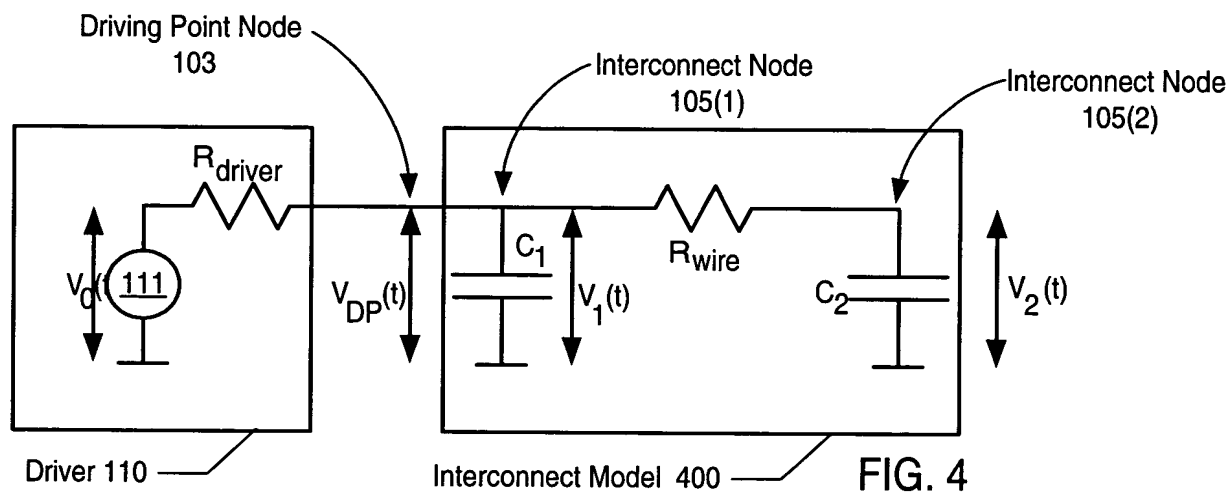 Driving Point Node
103
Interconnect Node
105(1)
Interconnect Node
105(2)
R_driver
V_0(t
111
V_DP(t)
C_1
V_1(t)
R_wire
C_2
V_2(t)
Driver 110
Interconnect Model 400
FIG. 4